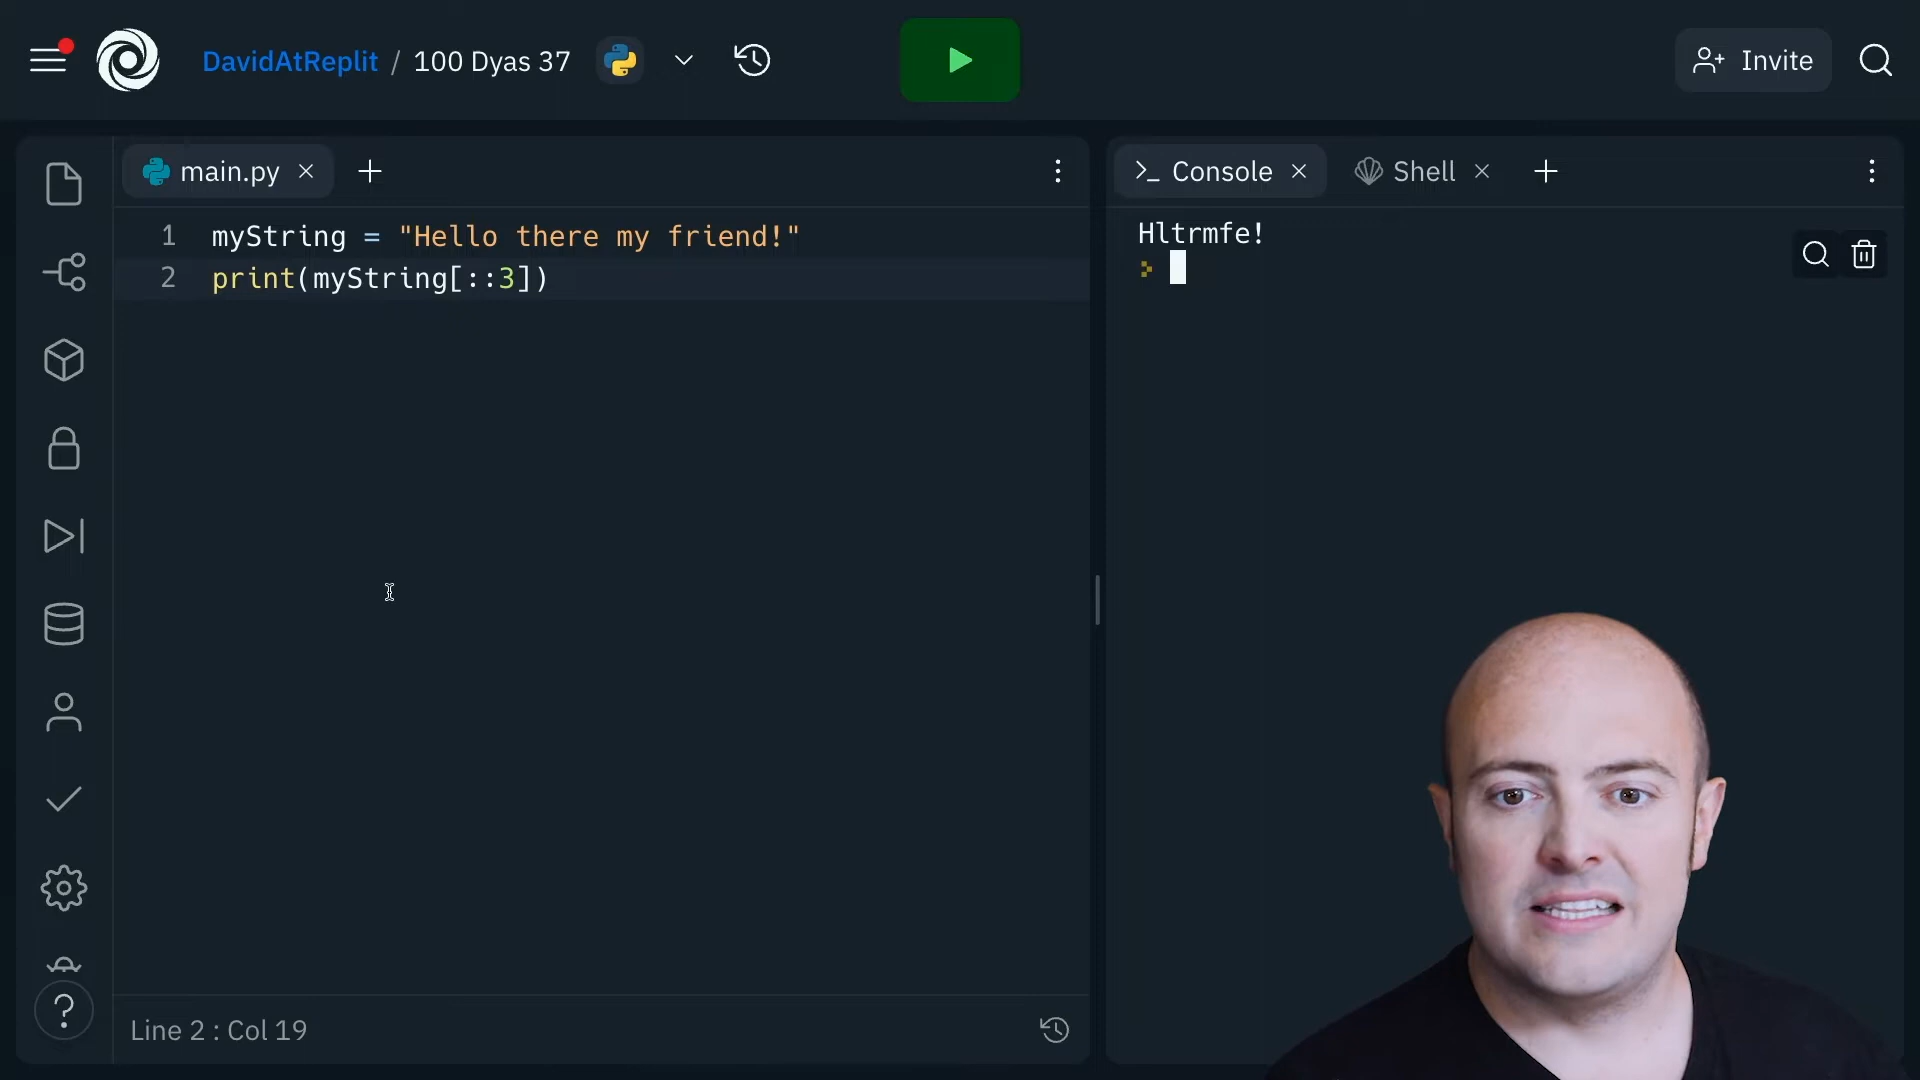 DavidAtReplit / 100 Dyas 37
Invite
main.py
Console
Shell
1 myString = "Hello there my friend!"
2 print(myString[::3])
Hltrmfe!
Line 2 : Col 19